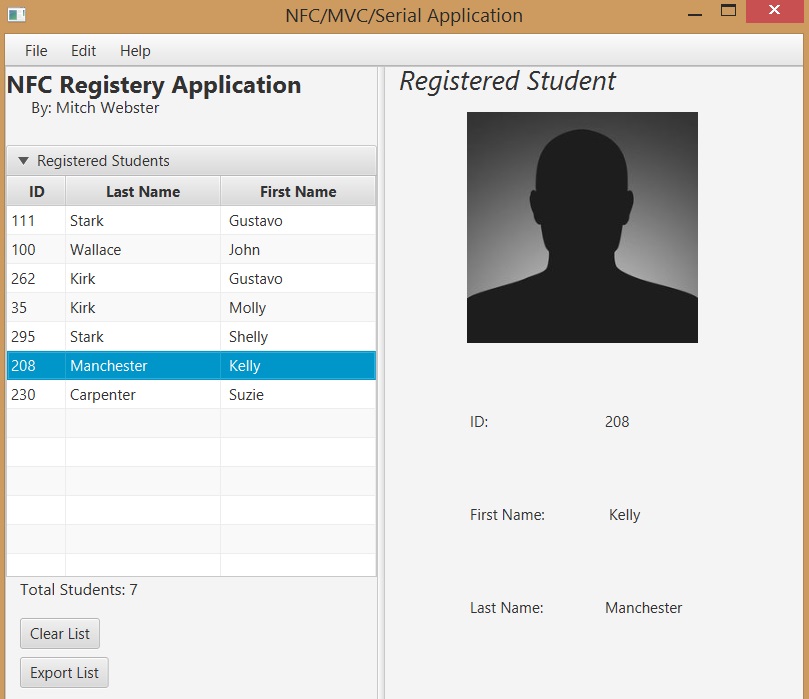 NFC/MVC/Serial Application
File Edit Help
NFC Registery Application
By: Mitch Webster
Registered Students
ID Last Name First Name
111 Stark Gustavo
100 Wallace John
262 Kirk Gustavo
35 Kirk Molly
295 Stark Shelly
208 Manchester Kelly
230 Carpenter Suzie
Total Students: 7
Clear List
Export List
Registered Student
ID: 208
First Name: Kelly
Last Name: Manchester